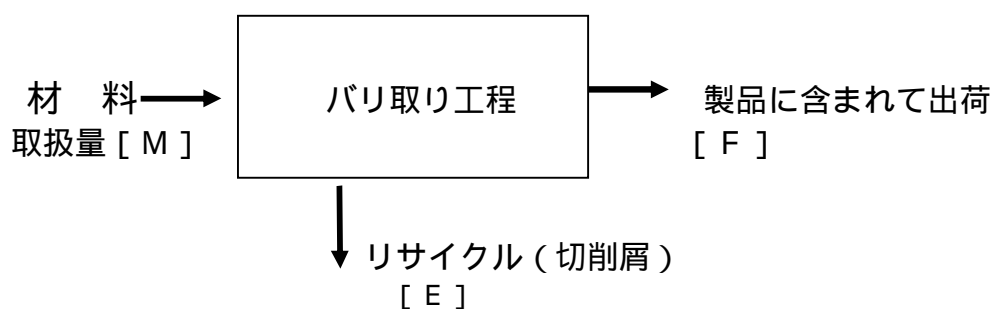 材　料
取扱量[M]
バリ取り工程
製品に含まれて出荷
[F]
リサイクル(切削屑)
[E]